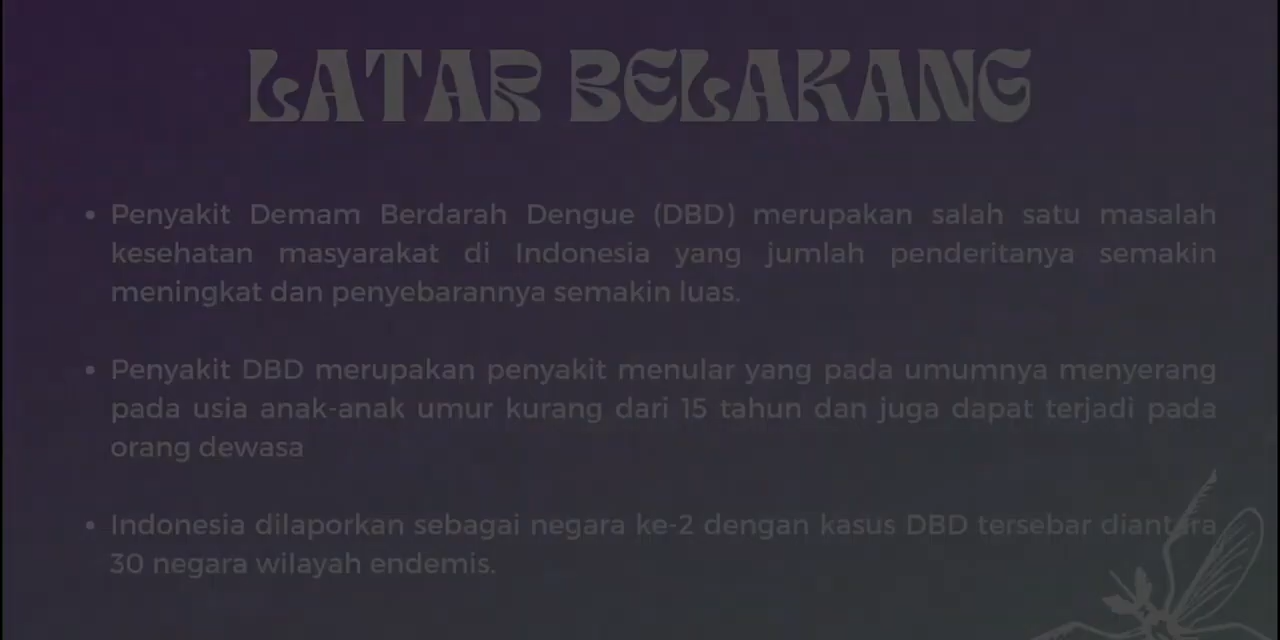 LATAR BELAKANG
• Penyakit Demam Berdarah Dengue (DBD) merupakan salah satu masalah
kesehatan masyarakat di Indonesia yang jumlah penderitanya semakin
meningkat dan penyebarannya semakin luas.
• Penyakit DBD merupakan penyakit menular yang pada umumnya menyerang
pada usia anak-anak umur kurang dari 15 tahun dan juga dapat terjadi pada
orang dewasa
• Indonesia dilaporkan sebagai negara ke-2 dengan kasus DBD tersebar diantara
30 negara wilayah endemis.